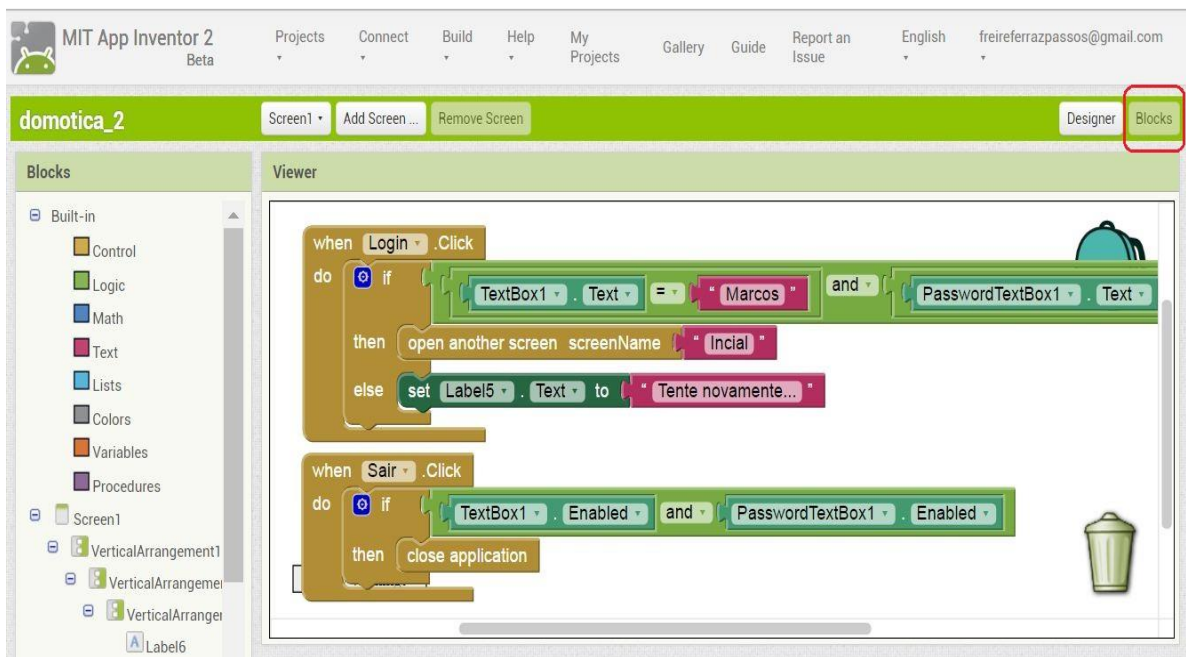 MIT App Inventor 2
Beta
Projects
Connect
Build
Help
My Projects
Gallery
Guide
Report an Issue
English
freireferrazpassos@gmail.com
domotica_2
Screen1
Add Screen ...
Remove Screen
Designer
Blocks
Blocks
Viewer
Built-in
Control
Logic
Math
Text
Lists
Colors
Variables
Procedures
Screen1
VerticalArrangement1
VerticalArrangemen
VerticalArranger
Label6
when Login .Click
do if TextBox1 . Text = " Marcos " and PasswordTextBox1 . Text
then open another screen screenName " Incial "
else set Label5 . Text to " Tente novamente... "
when Sair .Click
do if TextBox1 . Enabled and PasswordTextBox1 . Enabled
then close application